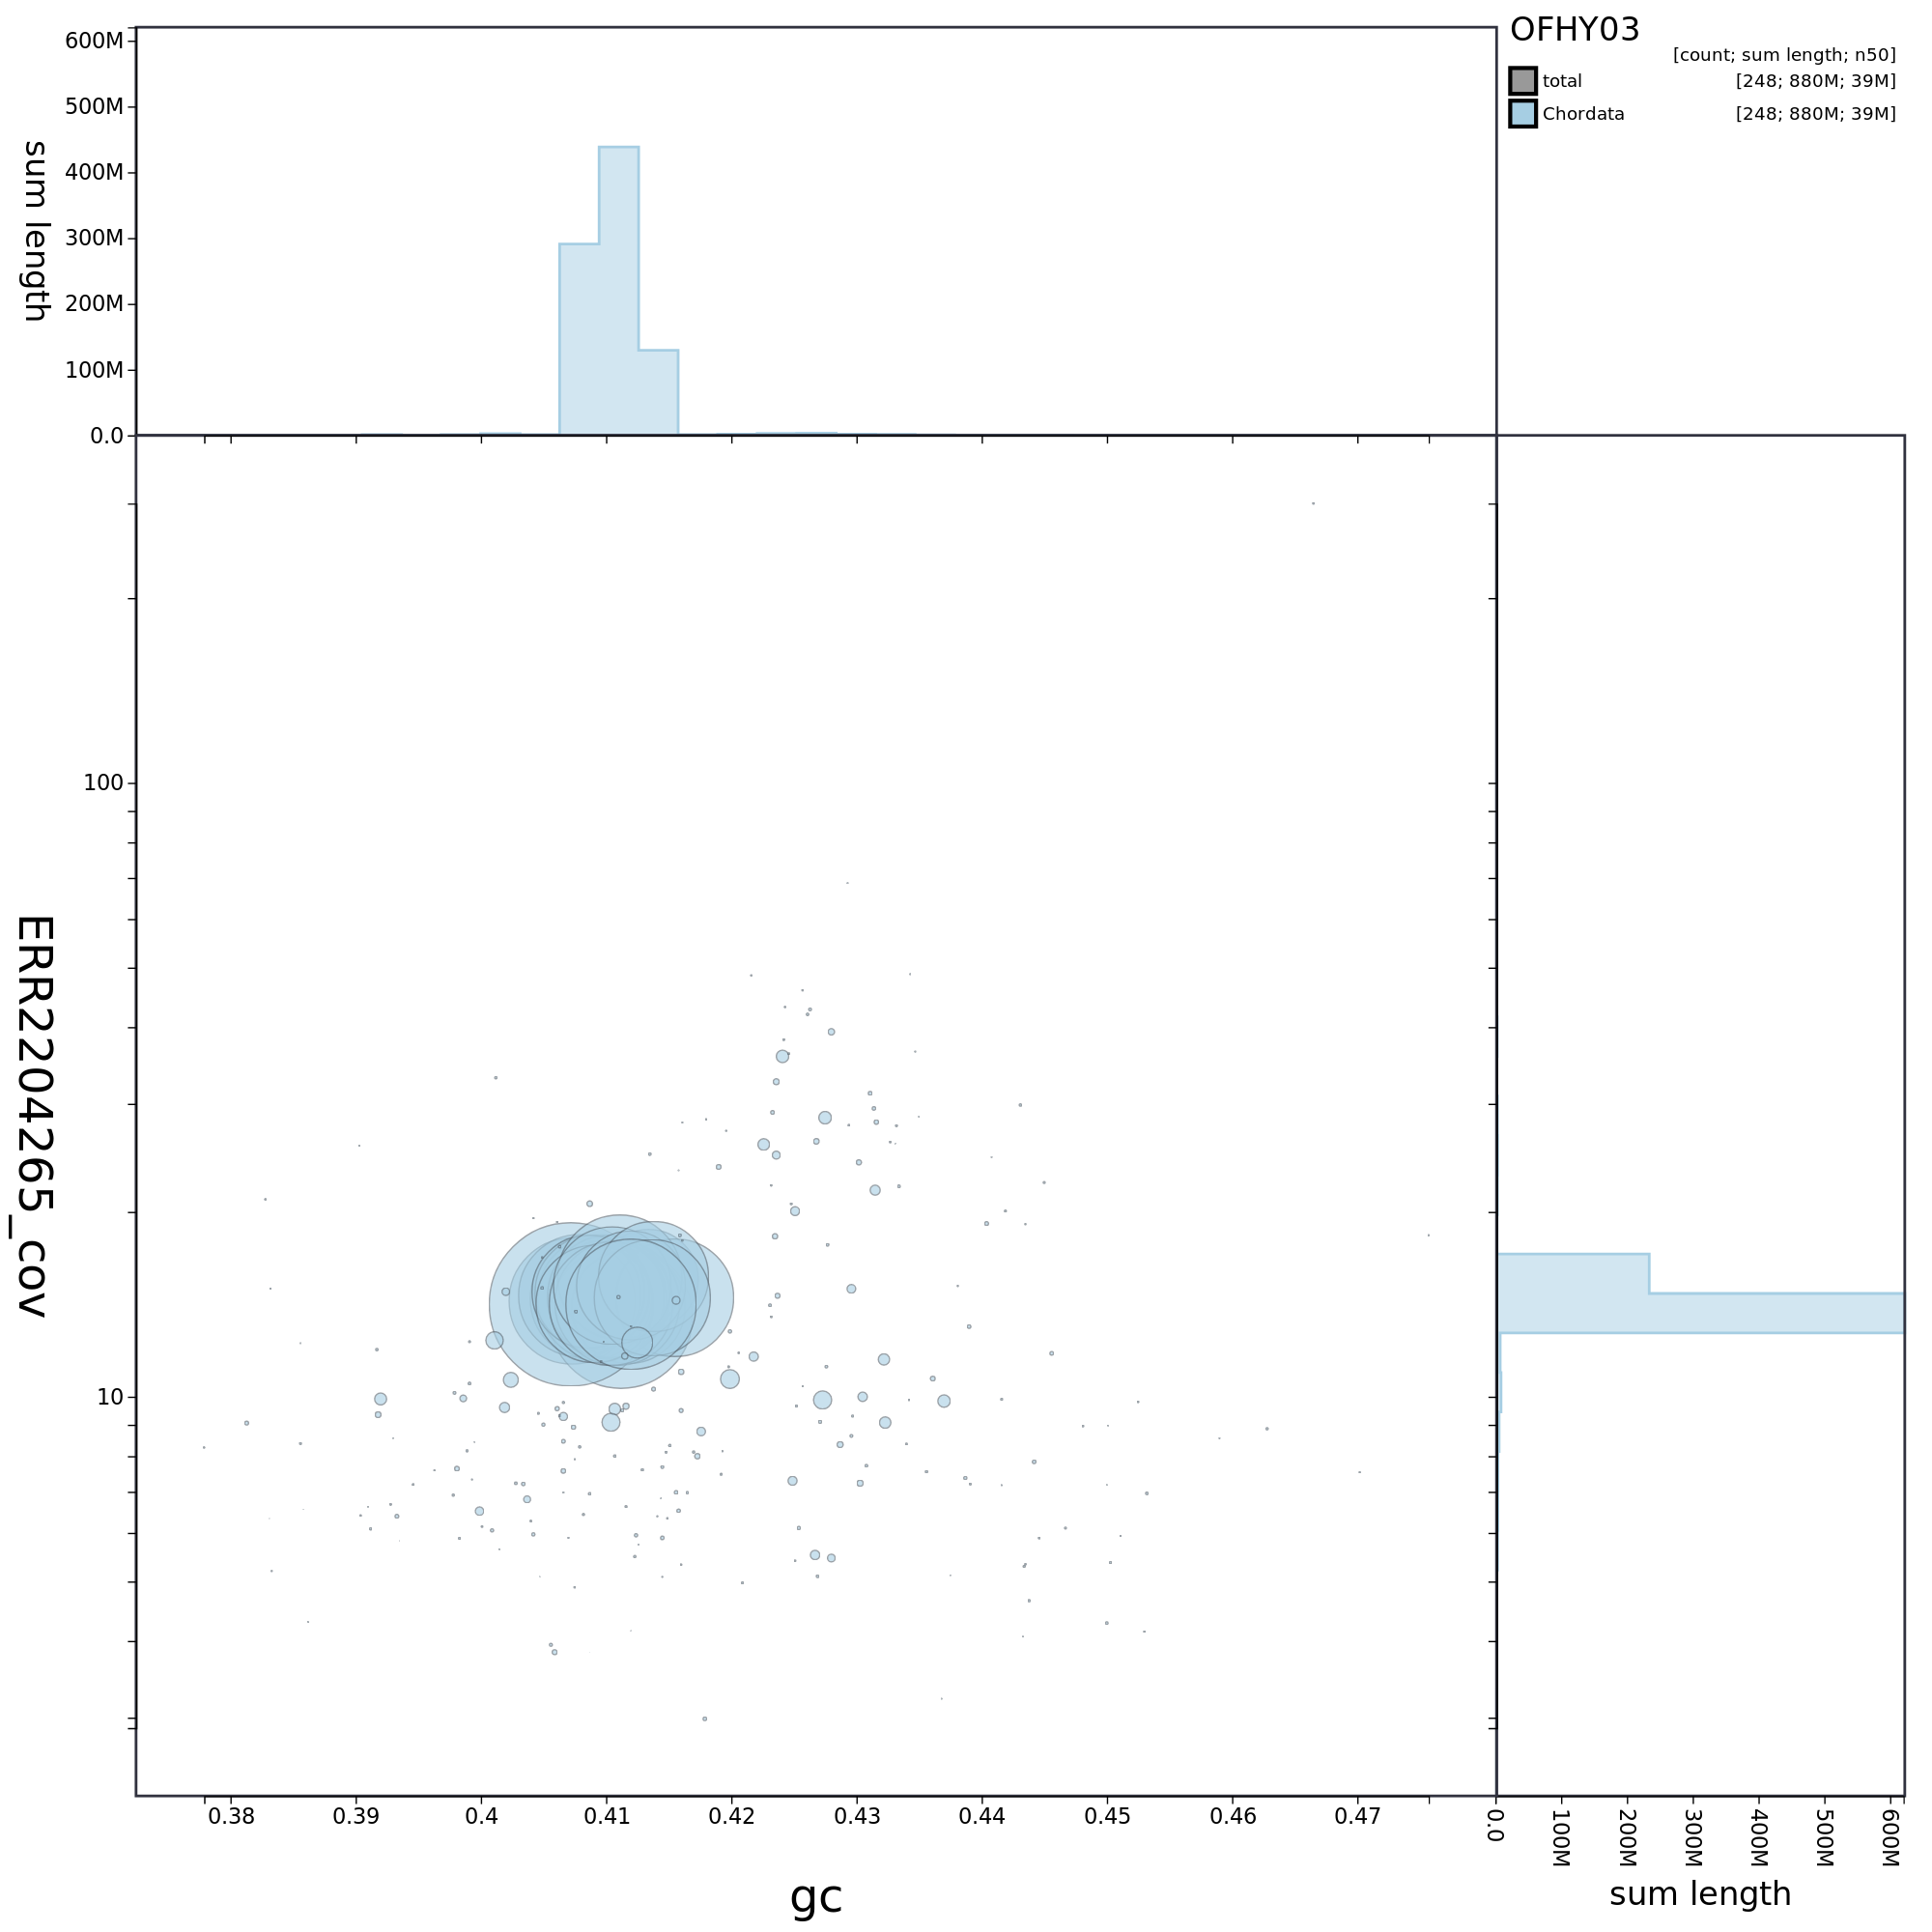 OFHY03
[count; sum length; n50]
total [248; 880M; 39M]
Chordata [248; 880M; 39M]
sum length
600M
500M
400M
300M
200M
100M
0.0
ERR2204265_cov
100
10
0.38 0.39 0.4 0.41 0.42 0.43 0.44 0.45 0.46 0.47
gc
0.0 100M 200M 300M 400M 500M 600M
sum length